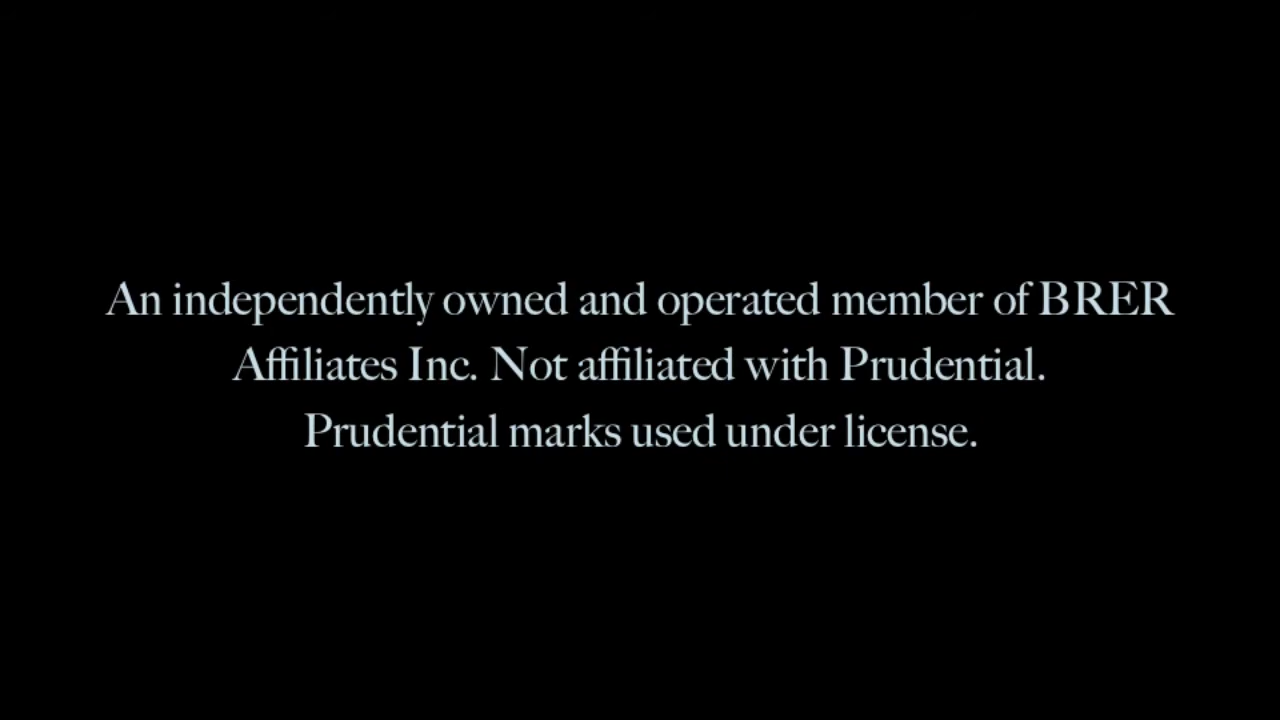 An independently owned and operated member of BRER
Affiliates Inc. Not affiliated with Prudential.
Prudential marks used under license.